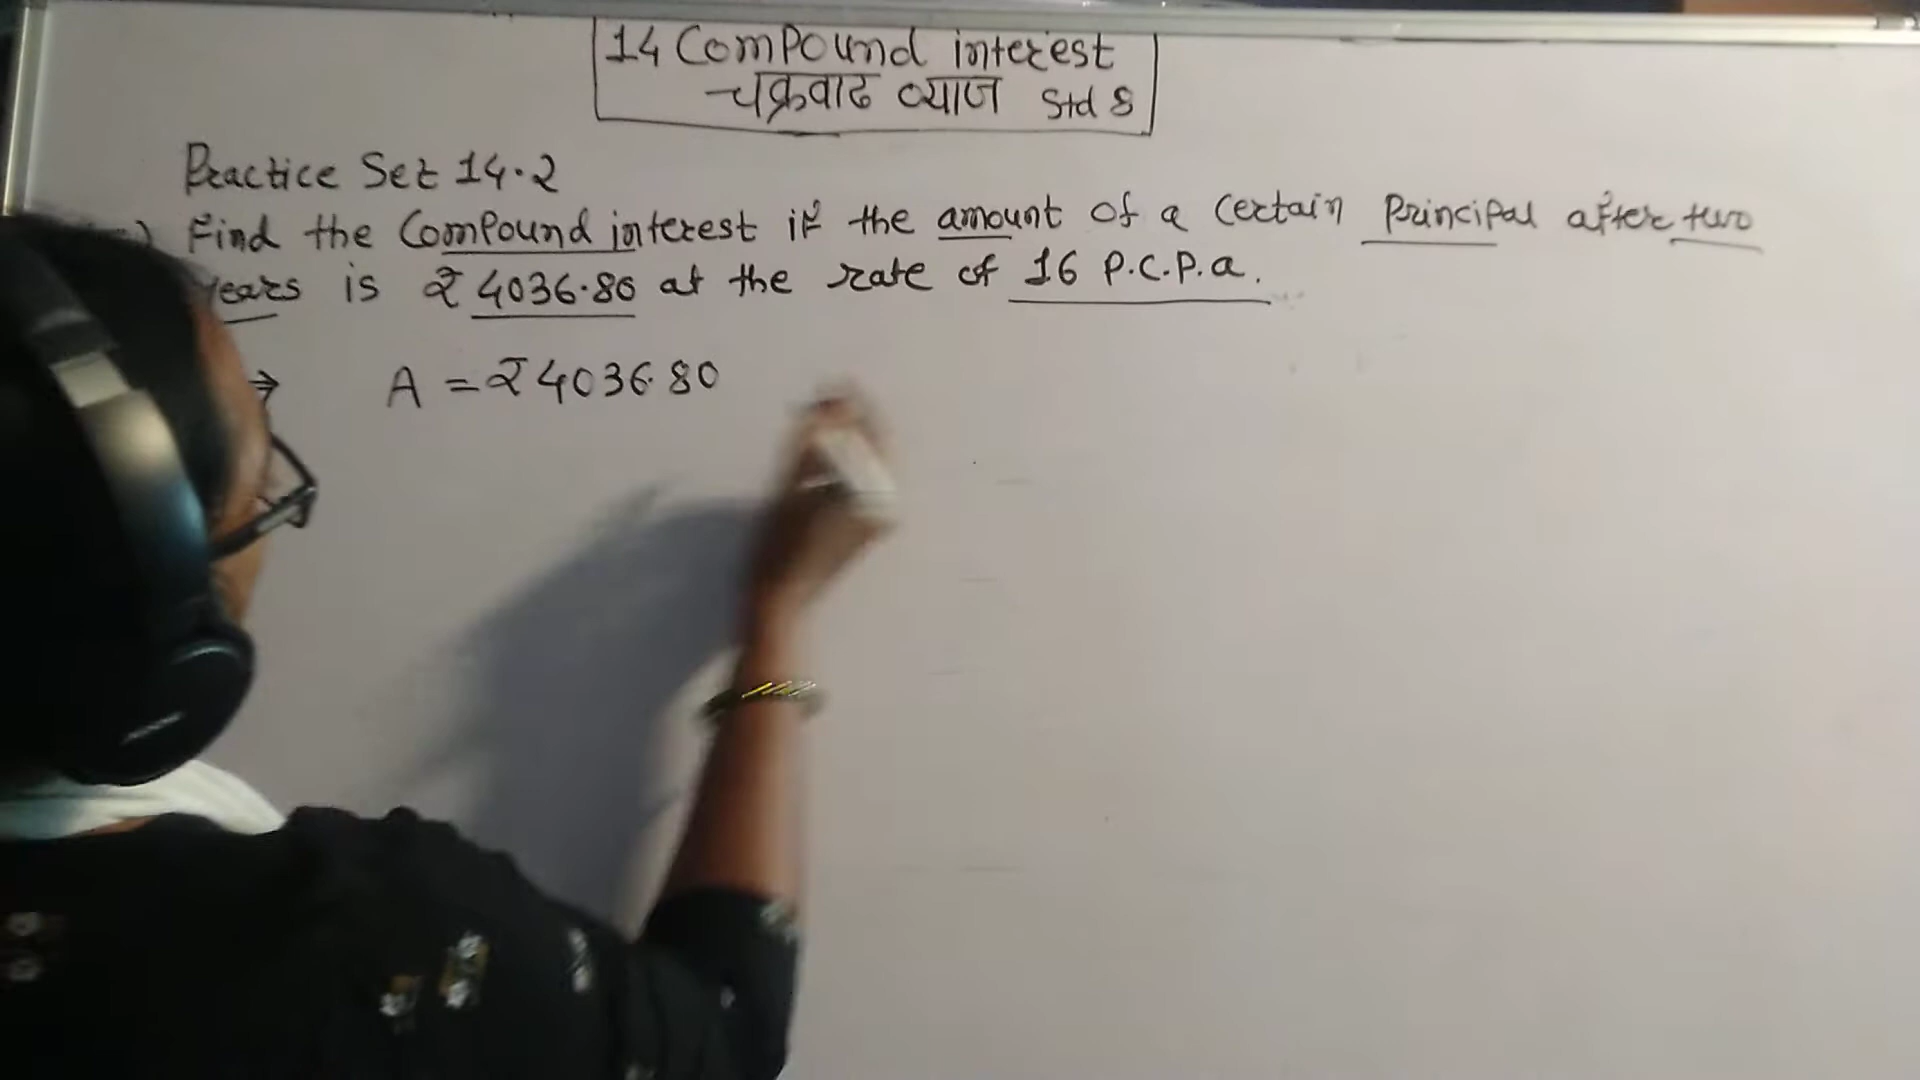 14 Compound interest
चक्रवाढ व्याज Std 8
Practice Set 14.2
Find the Compound interest if the amount of a certain Principal after two
years is ₹ 4036.80 at the rate of 16 P.C.P.a.
⇒ A = ₹ 4036.80